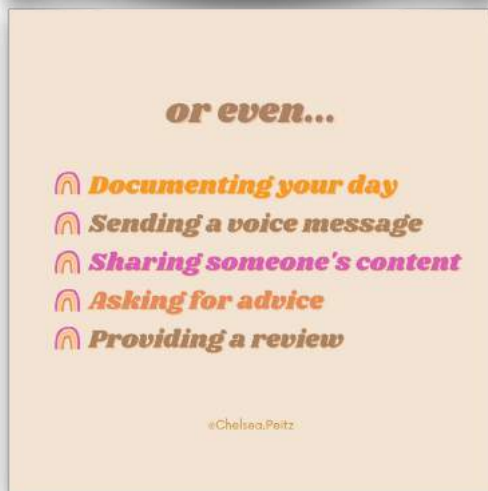 or even...
Documenting your day
Sending a voice message
Sharing someone's content
Asking for advice
Providing a review
@Chelsea.Peitz